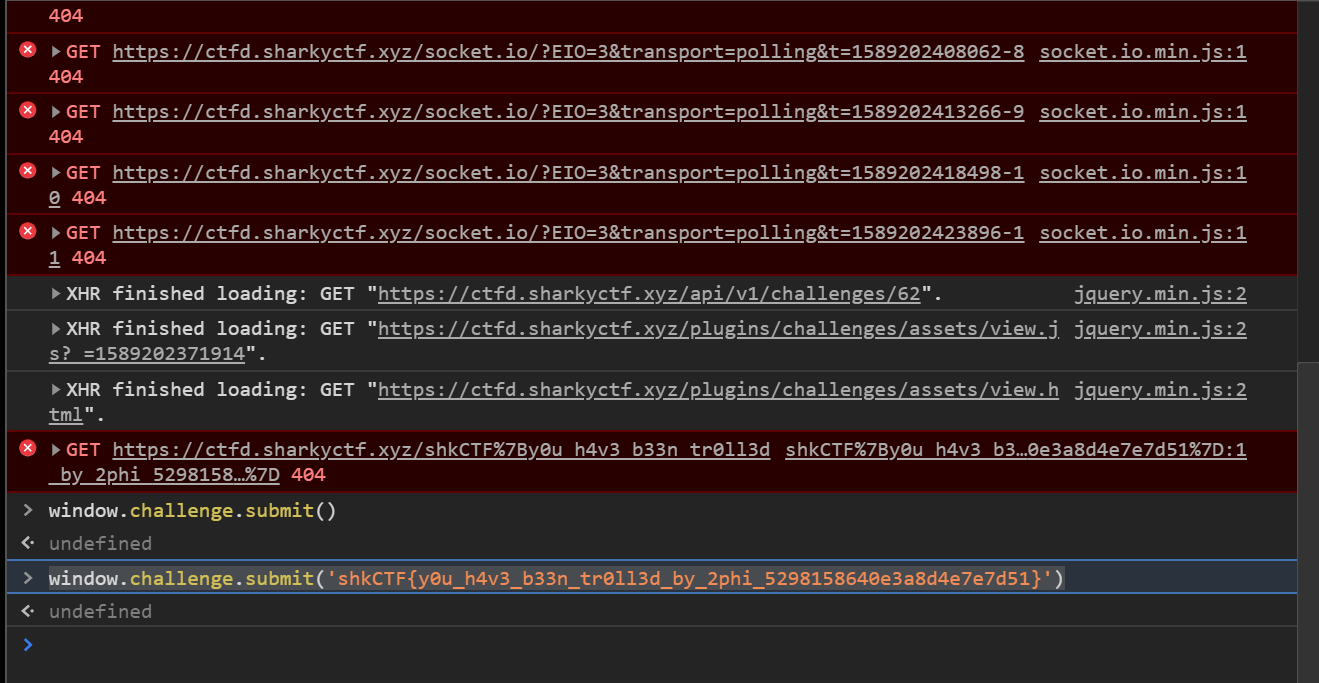 404
GET https://ctfd.sharkyctf.xyz/socket.io/?EIO=3&transport=polling&t=1589202408062-8 socket.io.min.js:1
404
GET https://ctfd.sharkyctf.xyz/socket.io/?EIO=3&transport=polling&t=1589202413266-9 socket.io.min.js:1
404
GET https://ctfd.sharkyctf.xyz/socket.io/?EIO=3&transport=polling&t=1589202418498-1 socket.io.min.js:1
0 404
GET https://ctfd.sharkyctf.xyz/socket.io/?EIO=3&transport=polling&t=1589202423896-1 socket.io.min.js:1
1 404
XHR finished loading: GET "https://ctfd.sharkyctf.xyz/api/v1/challenges/62". jquery.min.js:2
XHR finished loading: GET "https://ctfd.sharkyctf.xyz/plugins/challenges/assets/view.j jquery.min.js:2
s?_=1589202371914".
XHR finished loading: GET "https://ctfd.sharkyctf.xyz/plugins/challenges/assets/view.h jquery.min.js:2
tml".
GET https://ctfd.sharkyctf.xyz/shkCTF%7By0u_h4v3_b33n_tr0ll3d shkCTF%7By0u_h4v3_b3…0e3a8d4e7e7d51%7D:1
_by_2phi_5298158…%7D 404
> window.challenge.submit()
undefined
> window.challenge.submit('shkCTF{y0u_h4v3_b33n_tr0ll3d_by_2phi_5298158640e3a8d4e7e7d51}')
undefined
>